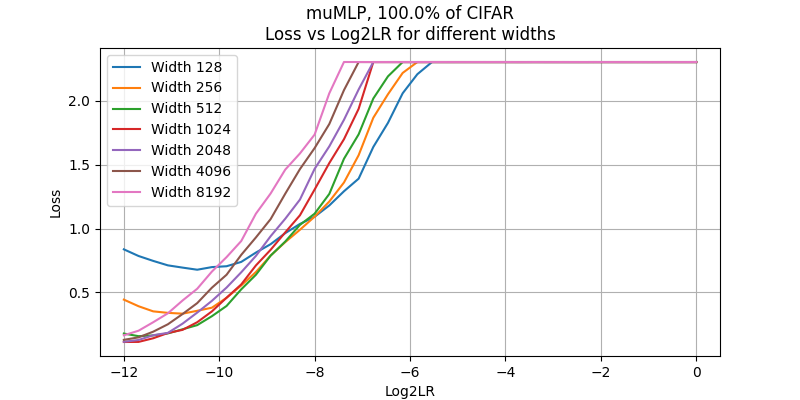 muMLP, 100.0% of CIFAR
Loss vs Log2LR for different widths
Width 128
Width 256
Width 512
Width 1024
Width 2048
Width 4096
Width 8192
2.0
1.5
1.0
0.5
Loss
−12
−10
−8
−6
−4
−2
0
Log2LR